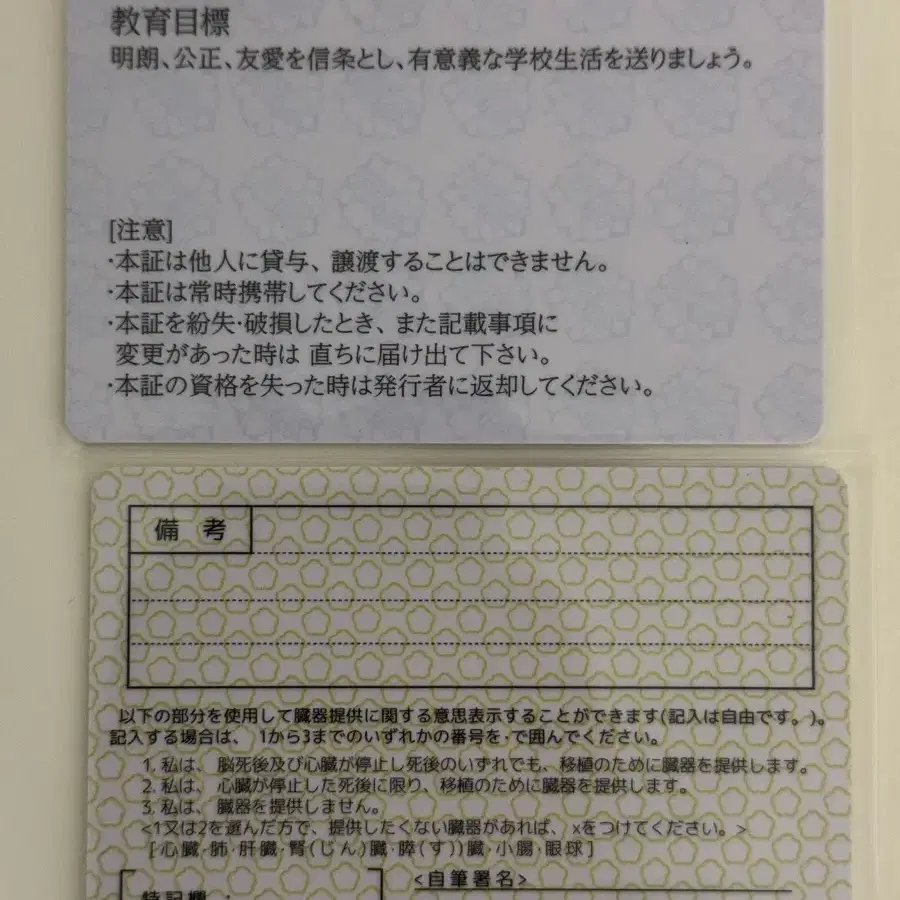 教育目標
明朗、公正、友愛を信条とし、有意義な学校生活を送りましょう。
[注意]
・本証は他人に貸与、譲渡することはできません。
・本証は常時携帯してください。
・本証を紛失・破損したとき、また記載事項に
変更があった時は 直ちに届け出て下さい。
・本証の資格を失った時は発行者に返却してください。
備 考
以下の部分を使用して臓器提供に関する意思表示することができます(記入は自由です。)。
記入する場合は、 1から3までのいずれかの番号を・で囲んでください。
1. 私は、 脳死後及び心臓が停止し死後のいずれでも、移植のために臓器を提供します。
2. 私は、 心臓が停止した死後に限り、移植のために臓器を提供します。
3. 私は、 臓器を提供しません。
<1又は2を選んだ方で、提供したくない臓器があれば、 xをつけてください。>
[心臓・肺・肝臓・腎(じん)臓・膵(す))臓・小腸・眼球]
<自筆署名>
特記欄 :